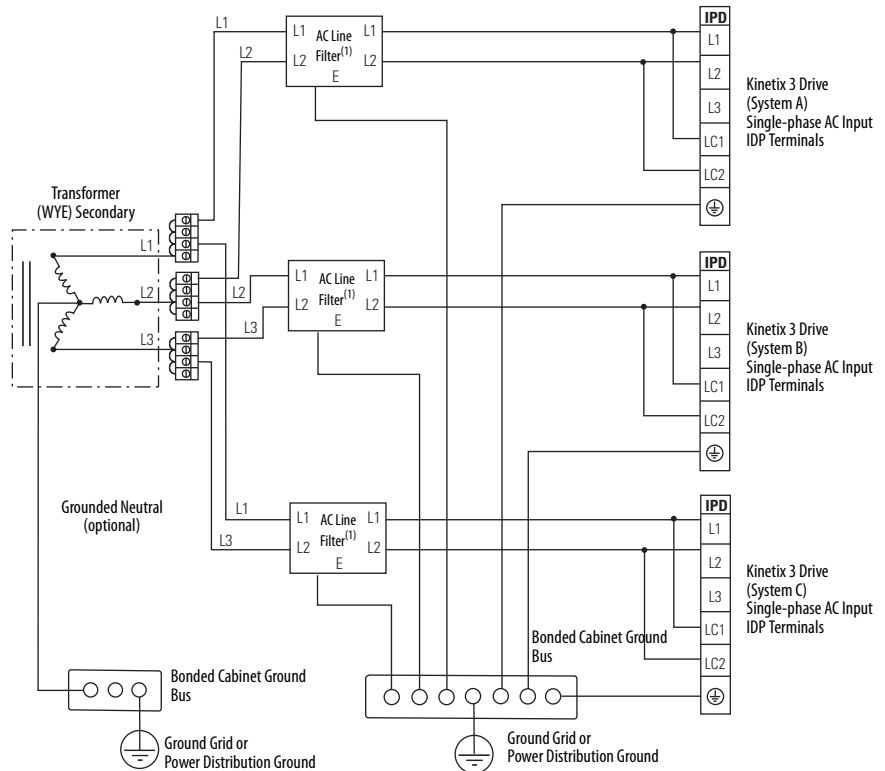 L1
L1
AC Line
L1
Filter(1)
L2
L2
L2
E
IPD
L1
L2
L3
LC1
LC2
Kinetix 3 Drive
(System A)
Single-phase AC Input
IDP Terminals
Transformer
(WYE) Secondary
L1
L2
L3
L2
L3
L1
AC Line
L1
Filter(1)
L2
L2
E
IPD
L1
L2
L3
LC1
LC2
Kinetix 3 Drive
(System B)
Single-phase AC Input
IDP Terminals
Grounded Neutral
(optional)
L1
L3
L1
AC Line
L1
Filter(1)
L2
L2
E
IPD
L1
L2
L3
LC1
LC2
Kinetix 3 Drive
(System C)
Single-phase AC Input
IDP Terminals
Bonded Cabinet Ground
Bus
Bonded Cabinet Ground
Bus
Ground Grid or
Power Distribution Ground
Ground Grid or
Power Distribution Ground